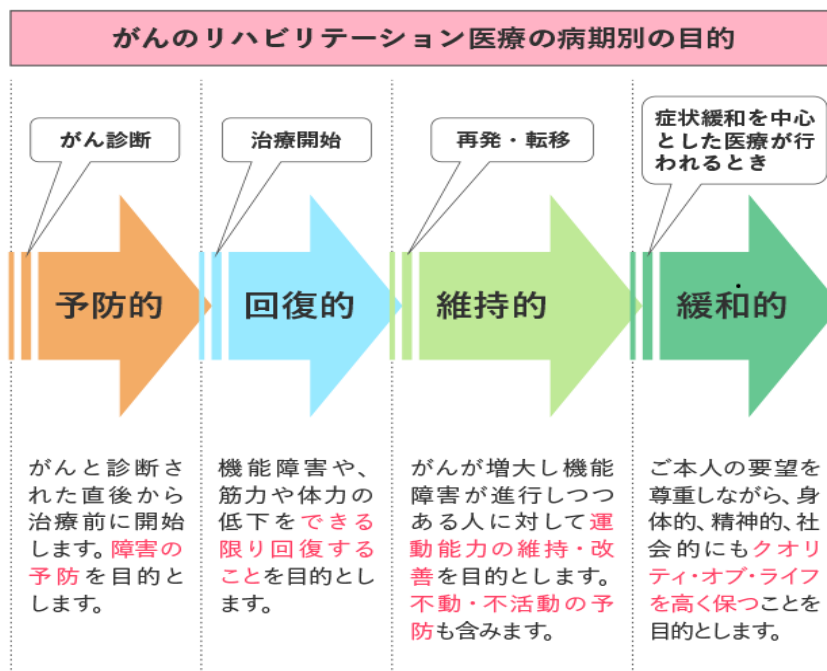 がんのリハビリテーション医療の病期別の目的
がん診断
治療開始
再発・転移
症状緩和を中心
とした医療が行
われるとき
予防的
回復的
維持的
緩和的
がんと診断さ
れた直後から
治療前に開始
します。障害の
予防を目的と
します。
機能障害や、
筋力や体力の
低下をできる
限り回復する
ことを目的とし
ます。
がんが増大し機能
障害が進行しつつ
ある人に対して運
動能力の維持・改
善を目的とします。
不動・不活動の予
防も含みます。
ご本人の要望を
尊重しながら、身
体的、精神的、社
会的にもクオリ
ティ・オブ・ライフ
を高く保つことを
目的とします。